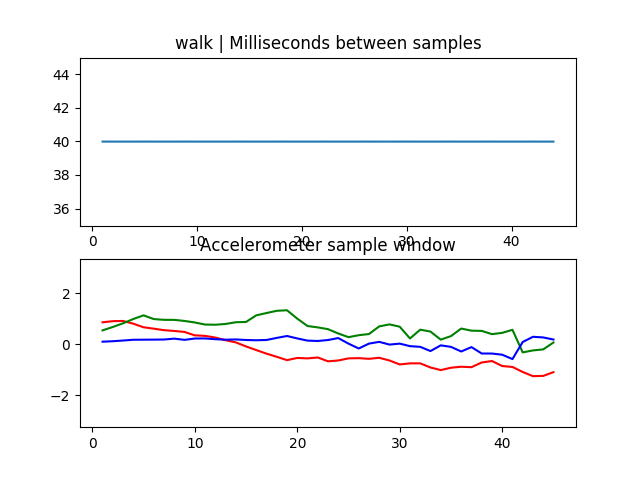 walk | Milliseconds between samples
44
42
40
38
36
0 10 20 30 40
Accelerometer sample window
2
0
−2
0 10 20 30 40